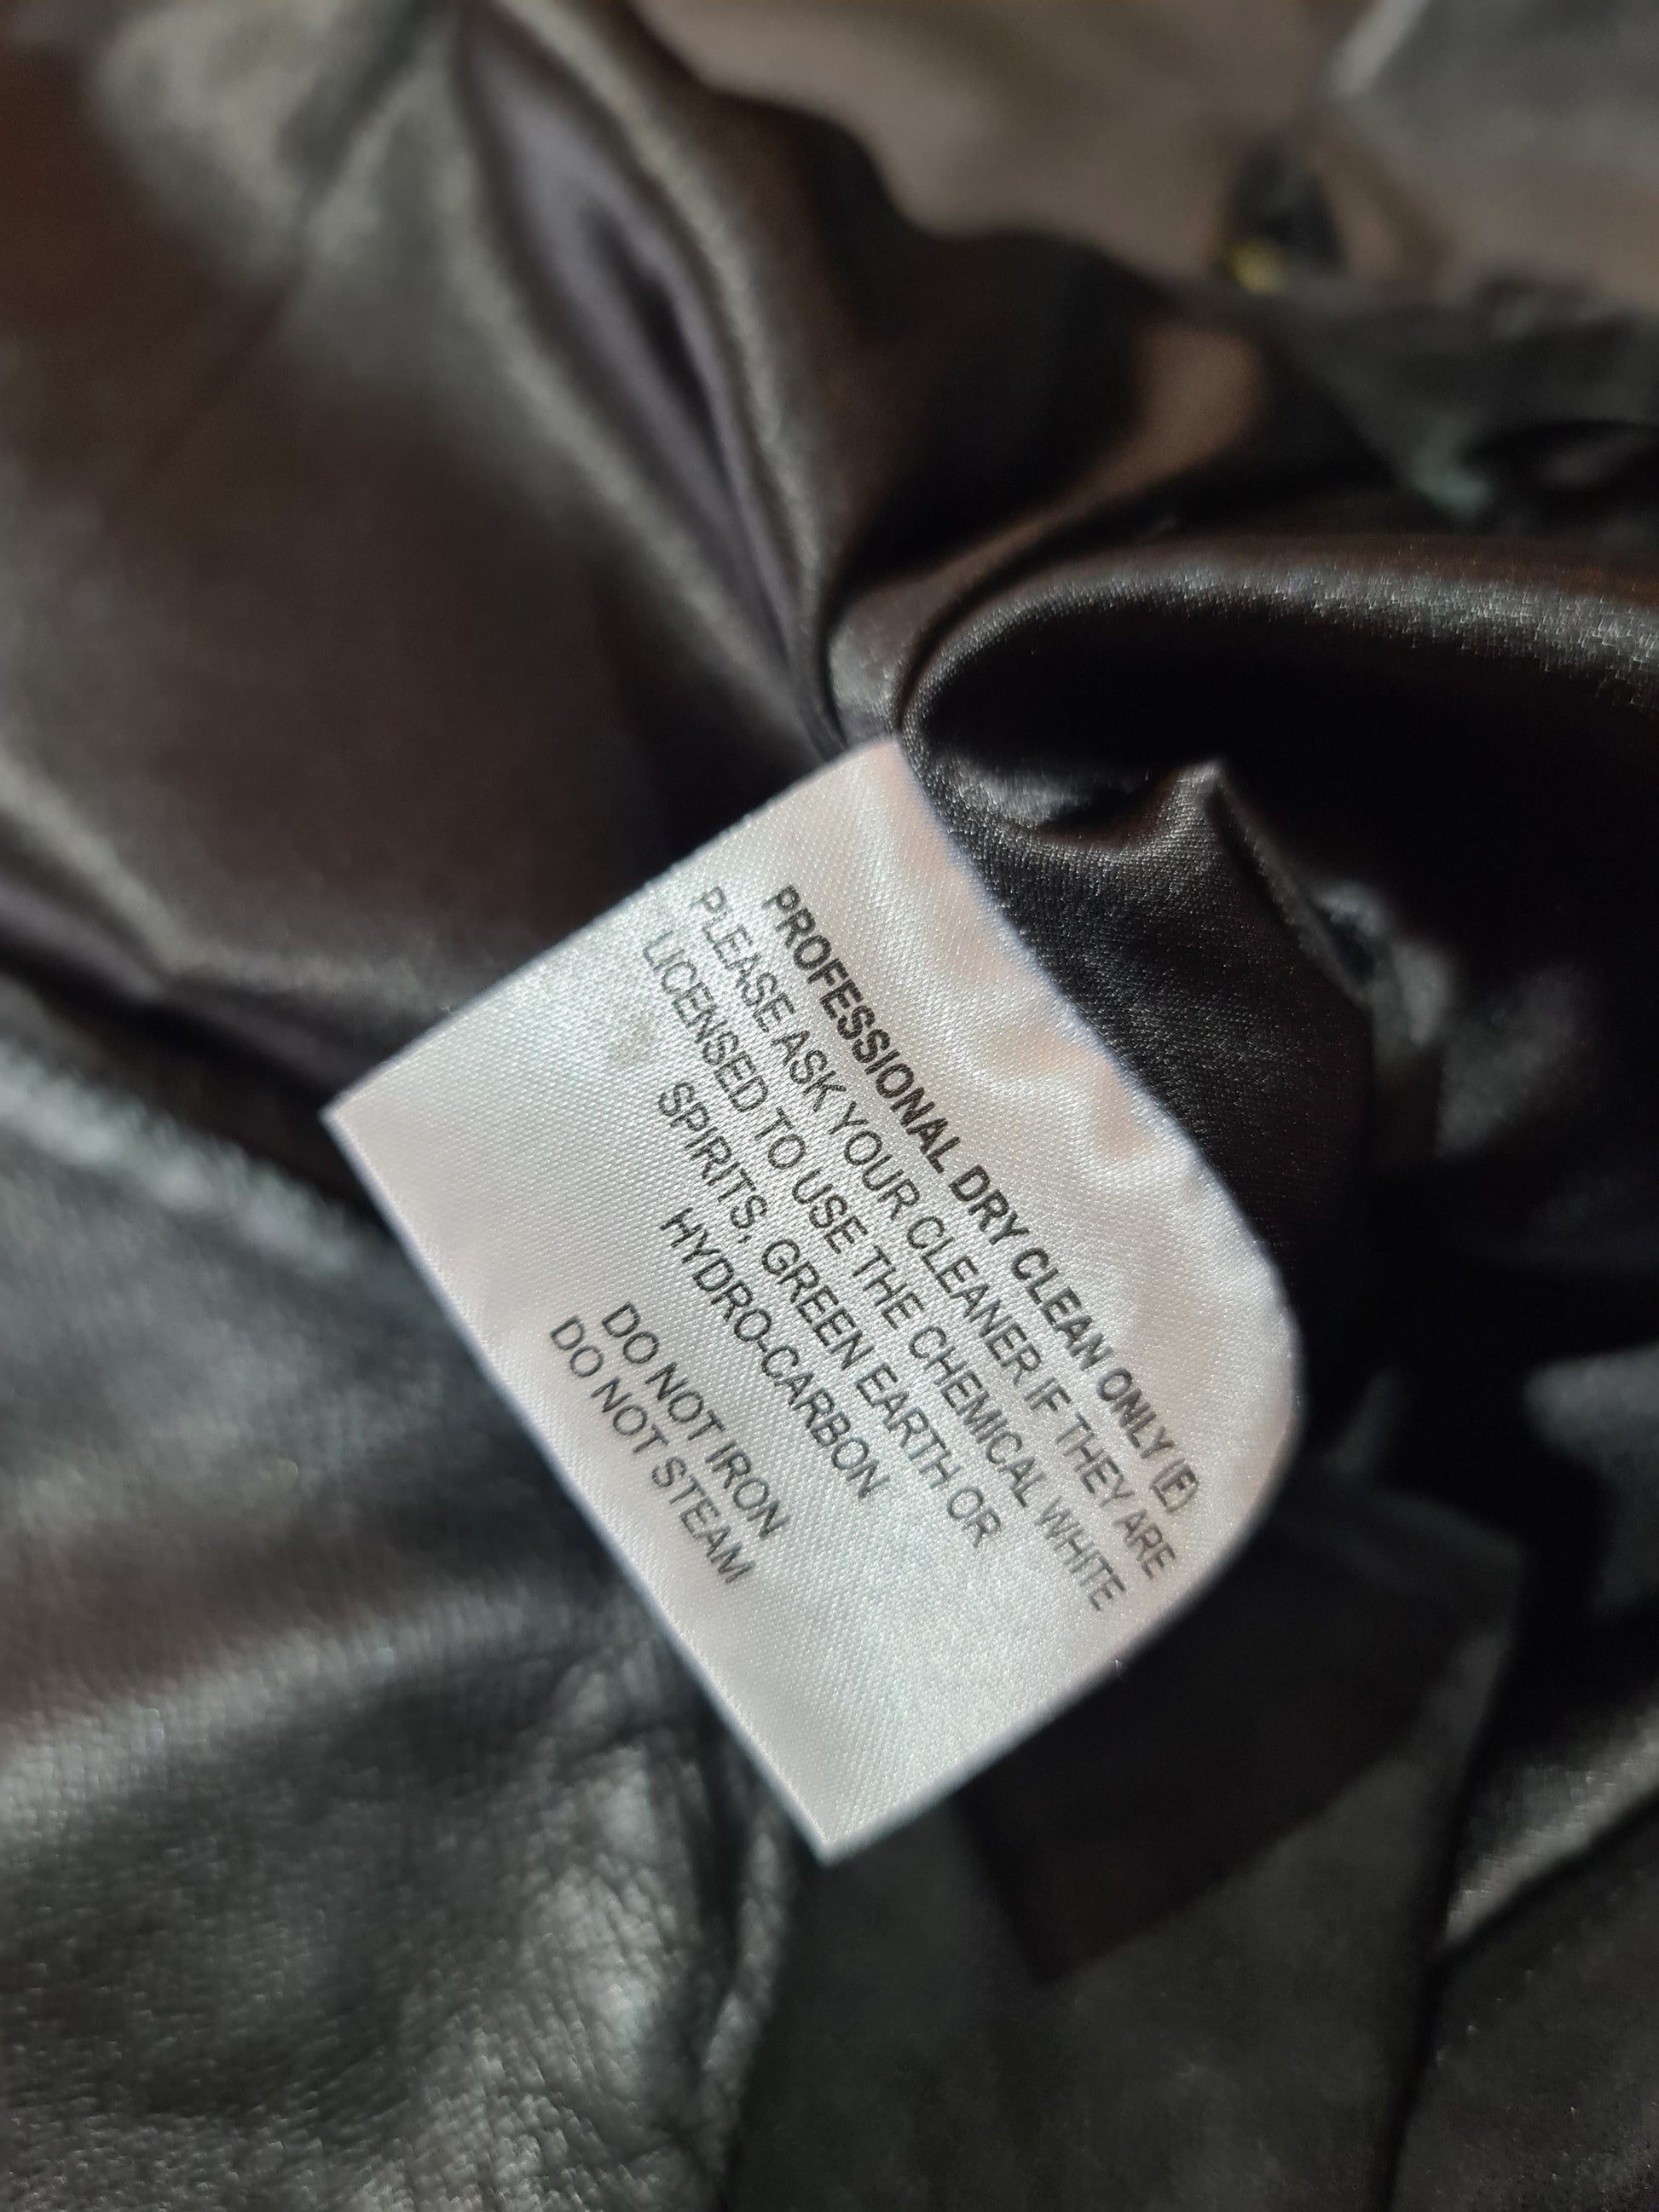 PROFESSIONAL DRY CLEAN ONLY (F)
PLEASE ASK YOUR CLEANER IF THEY ARE
LICENSED TO USE THE CHEMICAL WHITE
SPIRITS, GREEN EARTH OR
HYDRO-CARBON
DO NOT IRON
DO NOT STEAM